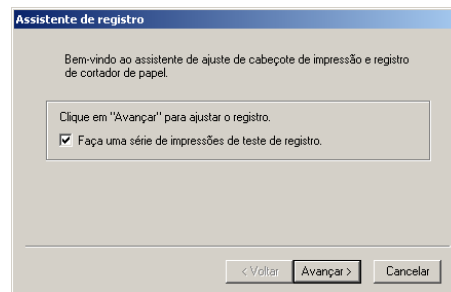 Assistente de registro
Bem-vindo ao assistente de ajuste de cabeçote de impressão e registro
de cortador de papel.
Clique em "Avançar" para ajustar o registro.
Faça uma série de impressões de teste de registro.
< Voltar
Avançar >
Cancelar